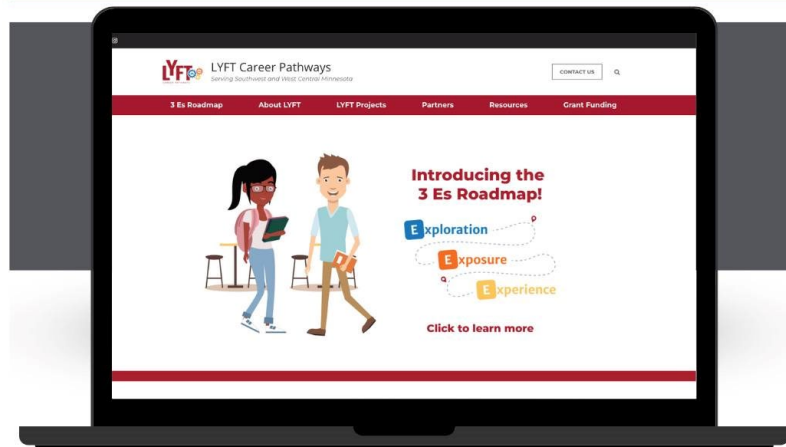 LYFT
LYFT Career Pathways
Serving Southwest and West Central Minnesota
CONTACT US
3 Es Roadmap
About LYFT
LYFT Projects
Partners
Resources
Grant Funding
Introducing the
3 Es Roadmap!
Exploration
Exposure
Experience
Click to learn more